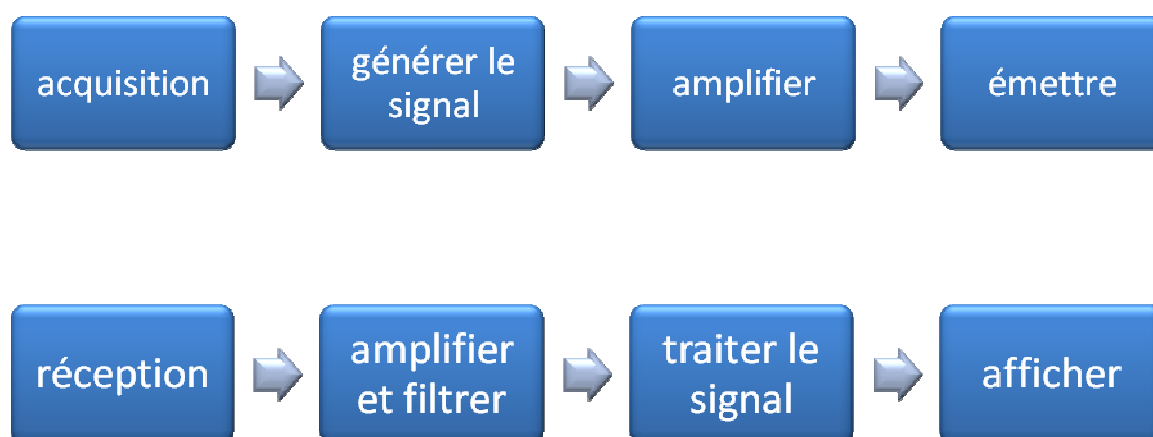 acquisition
générer le
signal
amplifier
émettre
réception
amplifier
et filtrer
traiter le
signal
afficher